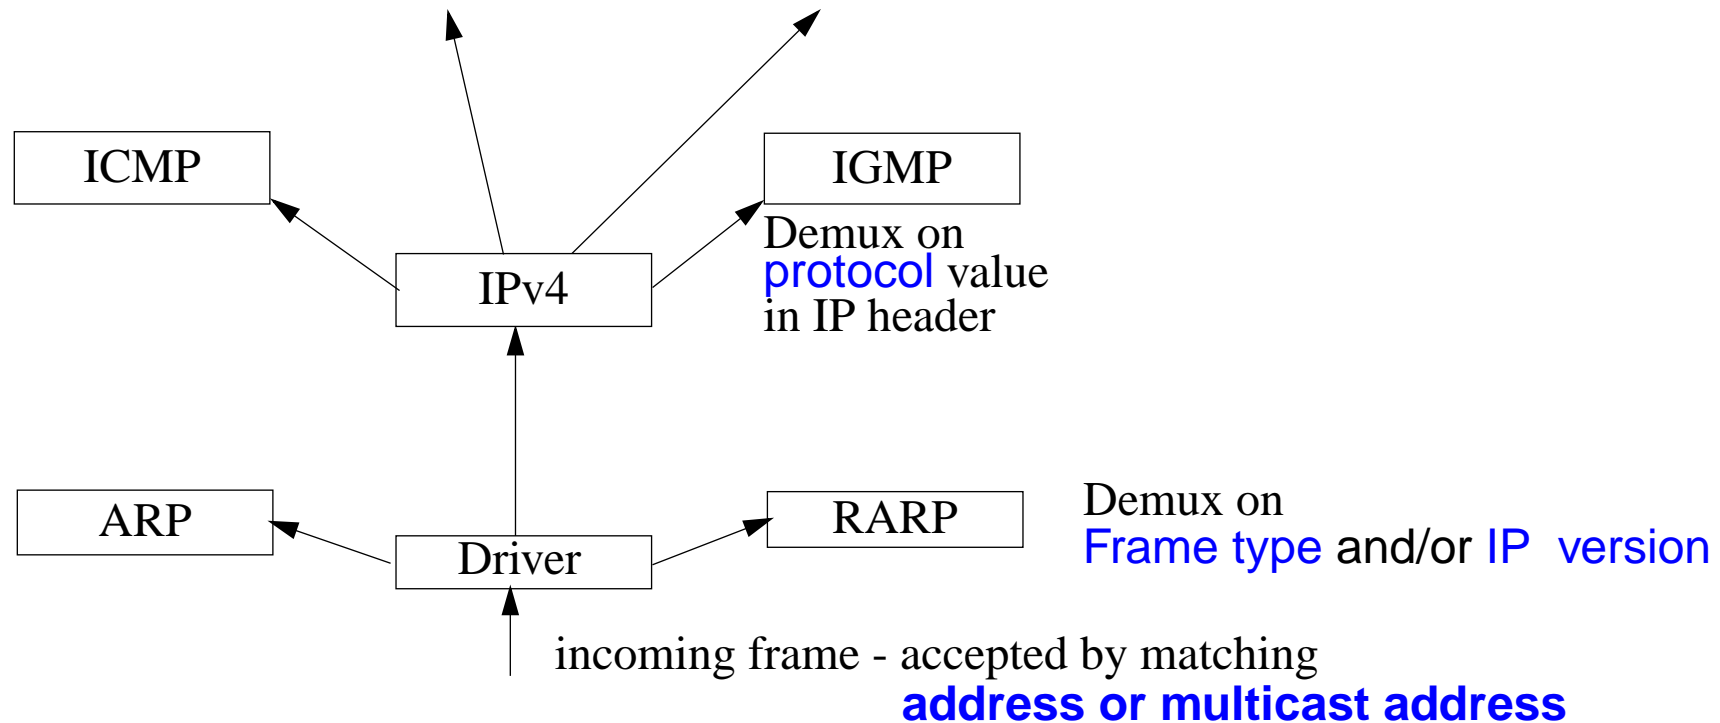 ICMP
IGMP
Demux on
protocol value
in IP header
IPv4
ARP
RARP
Driver
Demux on
Frame type and/or IP version
incoming frame - accepted by matching
address or multicast address